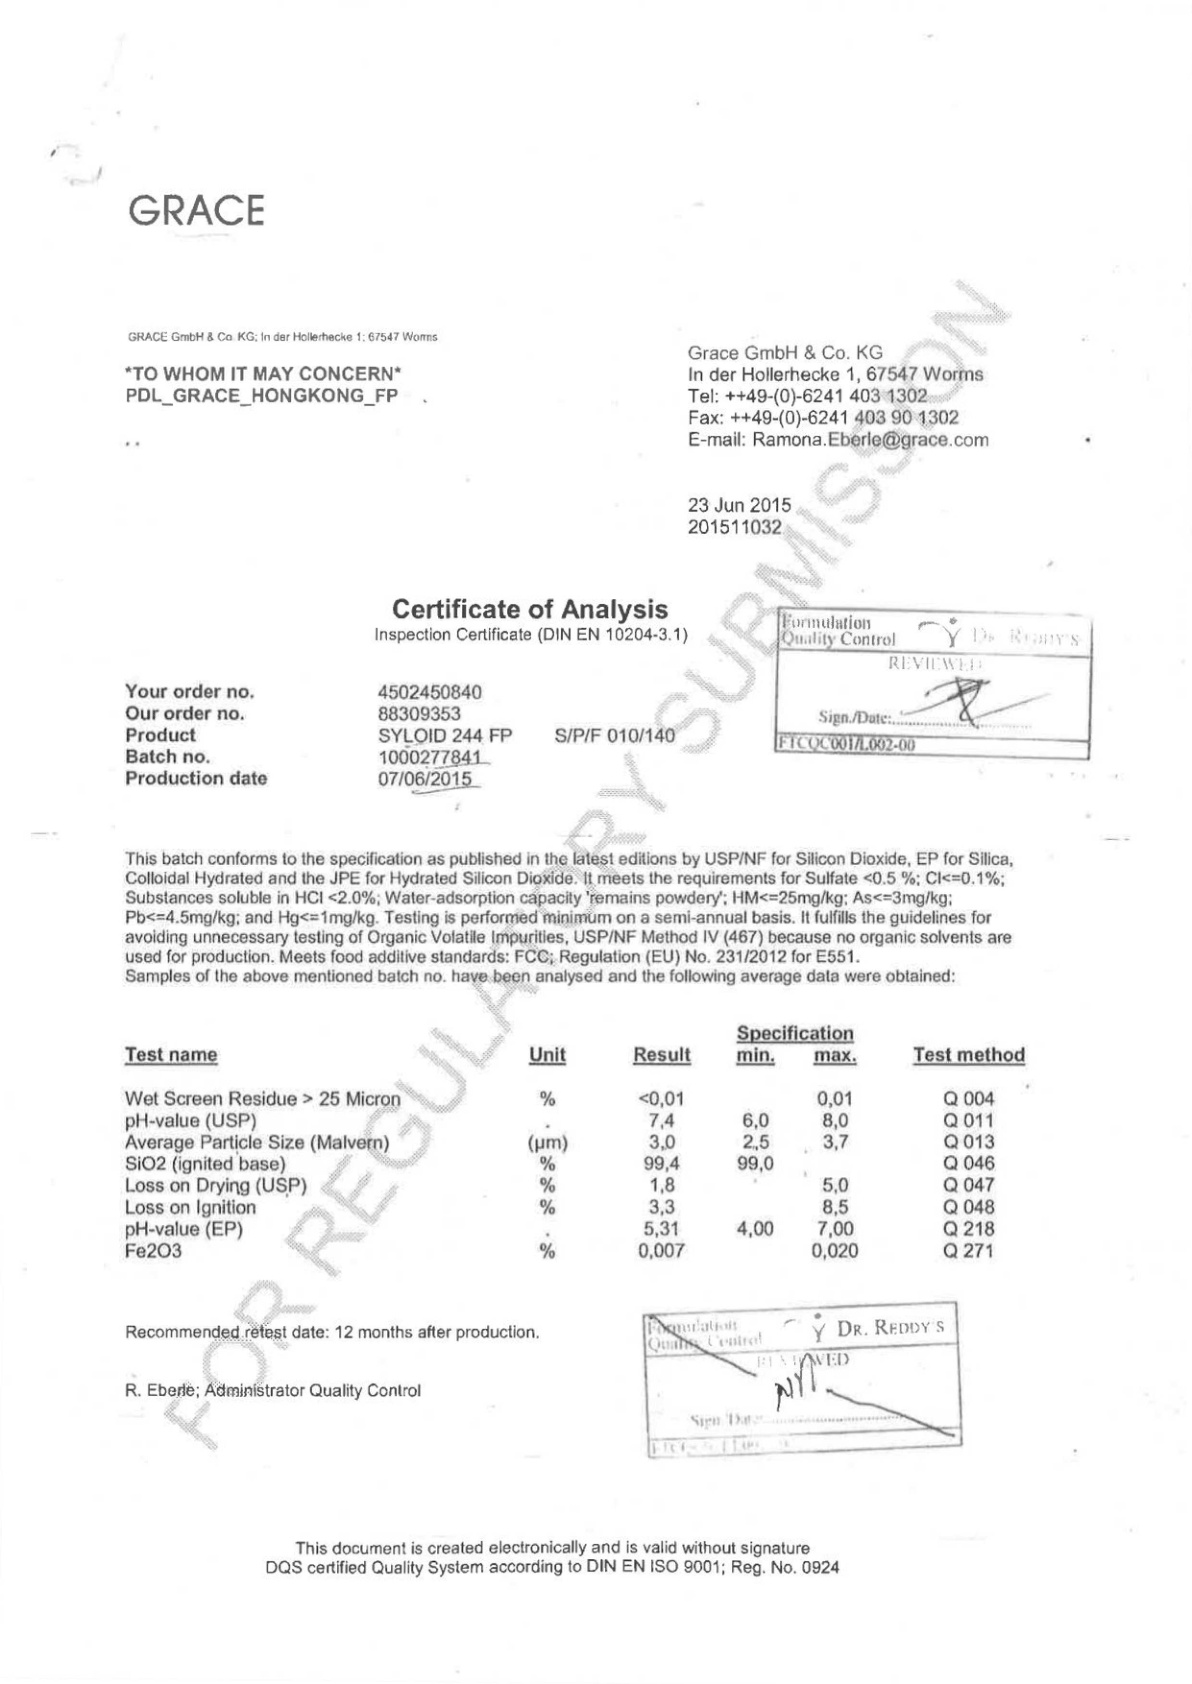 GRACE
GRACE GmbH & Co. KG; In der Hollerhecke 1; 67547 Worms
*TO WHOM IT MAY CONCERN*
PDL_GRACE_HONGKONG_FP
Grace GmbH & Co. KG
In der Hollerhecke 1, 67547 Worms
Tel: ++49-(0)-6241 403 1302
Fax: ++49-(0)-6241 403 90 1302
E-mail: Ramona.Eberle@grace.com
23 Jun 2015
201511032
Certificate of Analysis
Inspection Certificate (DIN EN 10204-3.1)
Formulation
Quality Control DR. REDDY'S
REVIEWED
Sign./Date:
FTCQC001/L002-00
Your order no. 4502450840
Our order no. 88309353
Product SYLOID 244 FP S/P/F 010/140
Batch no. 1000277841
Production date 07/06/2015
This batch conforms to the specification as published in the latest editions by USP/NF for Silicon Dioxide, EP for Silica,
Colloidal Hydrated and the JPE for Hydrated Silicon Dioxide. It meets the requirements for Sulfate <0.5 %; Cl<=0.1%;
Substances soluble in HCl <2.0%; Water-adsorption capacity 'remains powdery'; HM<=25mg/kg; As<=3mg/kg;
Pb<=4.5mg/kg; and Hg<=1mg/kg. Testing is performed minimum on a semi-annual basis. It fulfills the guidelines for
avoiding unnecessary testing of Organic Volatile Impurities, USP/NF Method IV (467) because no organic solvents are
used for production. Meets food additive standards: FCC; Regulation (EU) No. 231/2012 for E551.
Samples of the above mentioned batch no. have been analysed and the following average data were obtained:
Specification
Test name Unit Result min. max. Test method
Wet Screen Residue > 25 Micron % <0,01 0,01 Q 004
pH-value (USP) . 7,4 6,0 8,0 Q 011
Average Particle Size (Malvern) (µm) 3,0 2,5 3,7 Q 013
SiO2 (ignited base) % 99,4 99,0 Q 046
Loss on Drying (USP) % 1,8 5,0 Q 047
Loss on Ignition % 3,3 8,5 Q 048
pH-value (EP) . 5,31 4,00 7,00 Q 218
Fe2O3 % 0,007 0,020 Q 271
Recommended retest date: 12 months after production.
R. Eberle; Administrator Quality Control
Formulation
Quality Control DR. REDDY'S
REVIEWED
Sign./Date:
This document is created electronically and is valid without signature
DQS certified Quality System according to DIN EN ISO 9001; Reg. No. 0924
FOR REGULATORY SUBMISSION